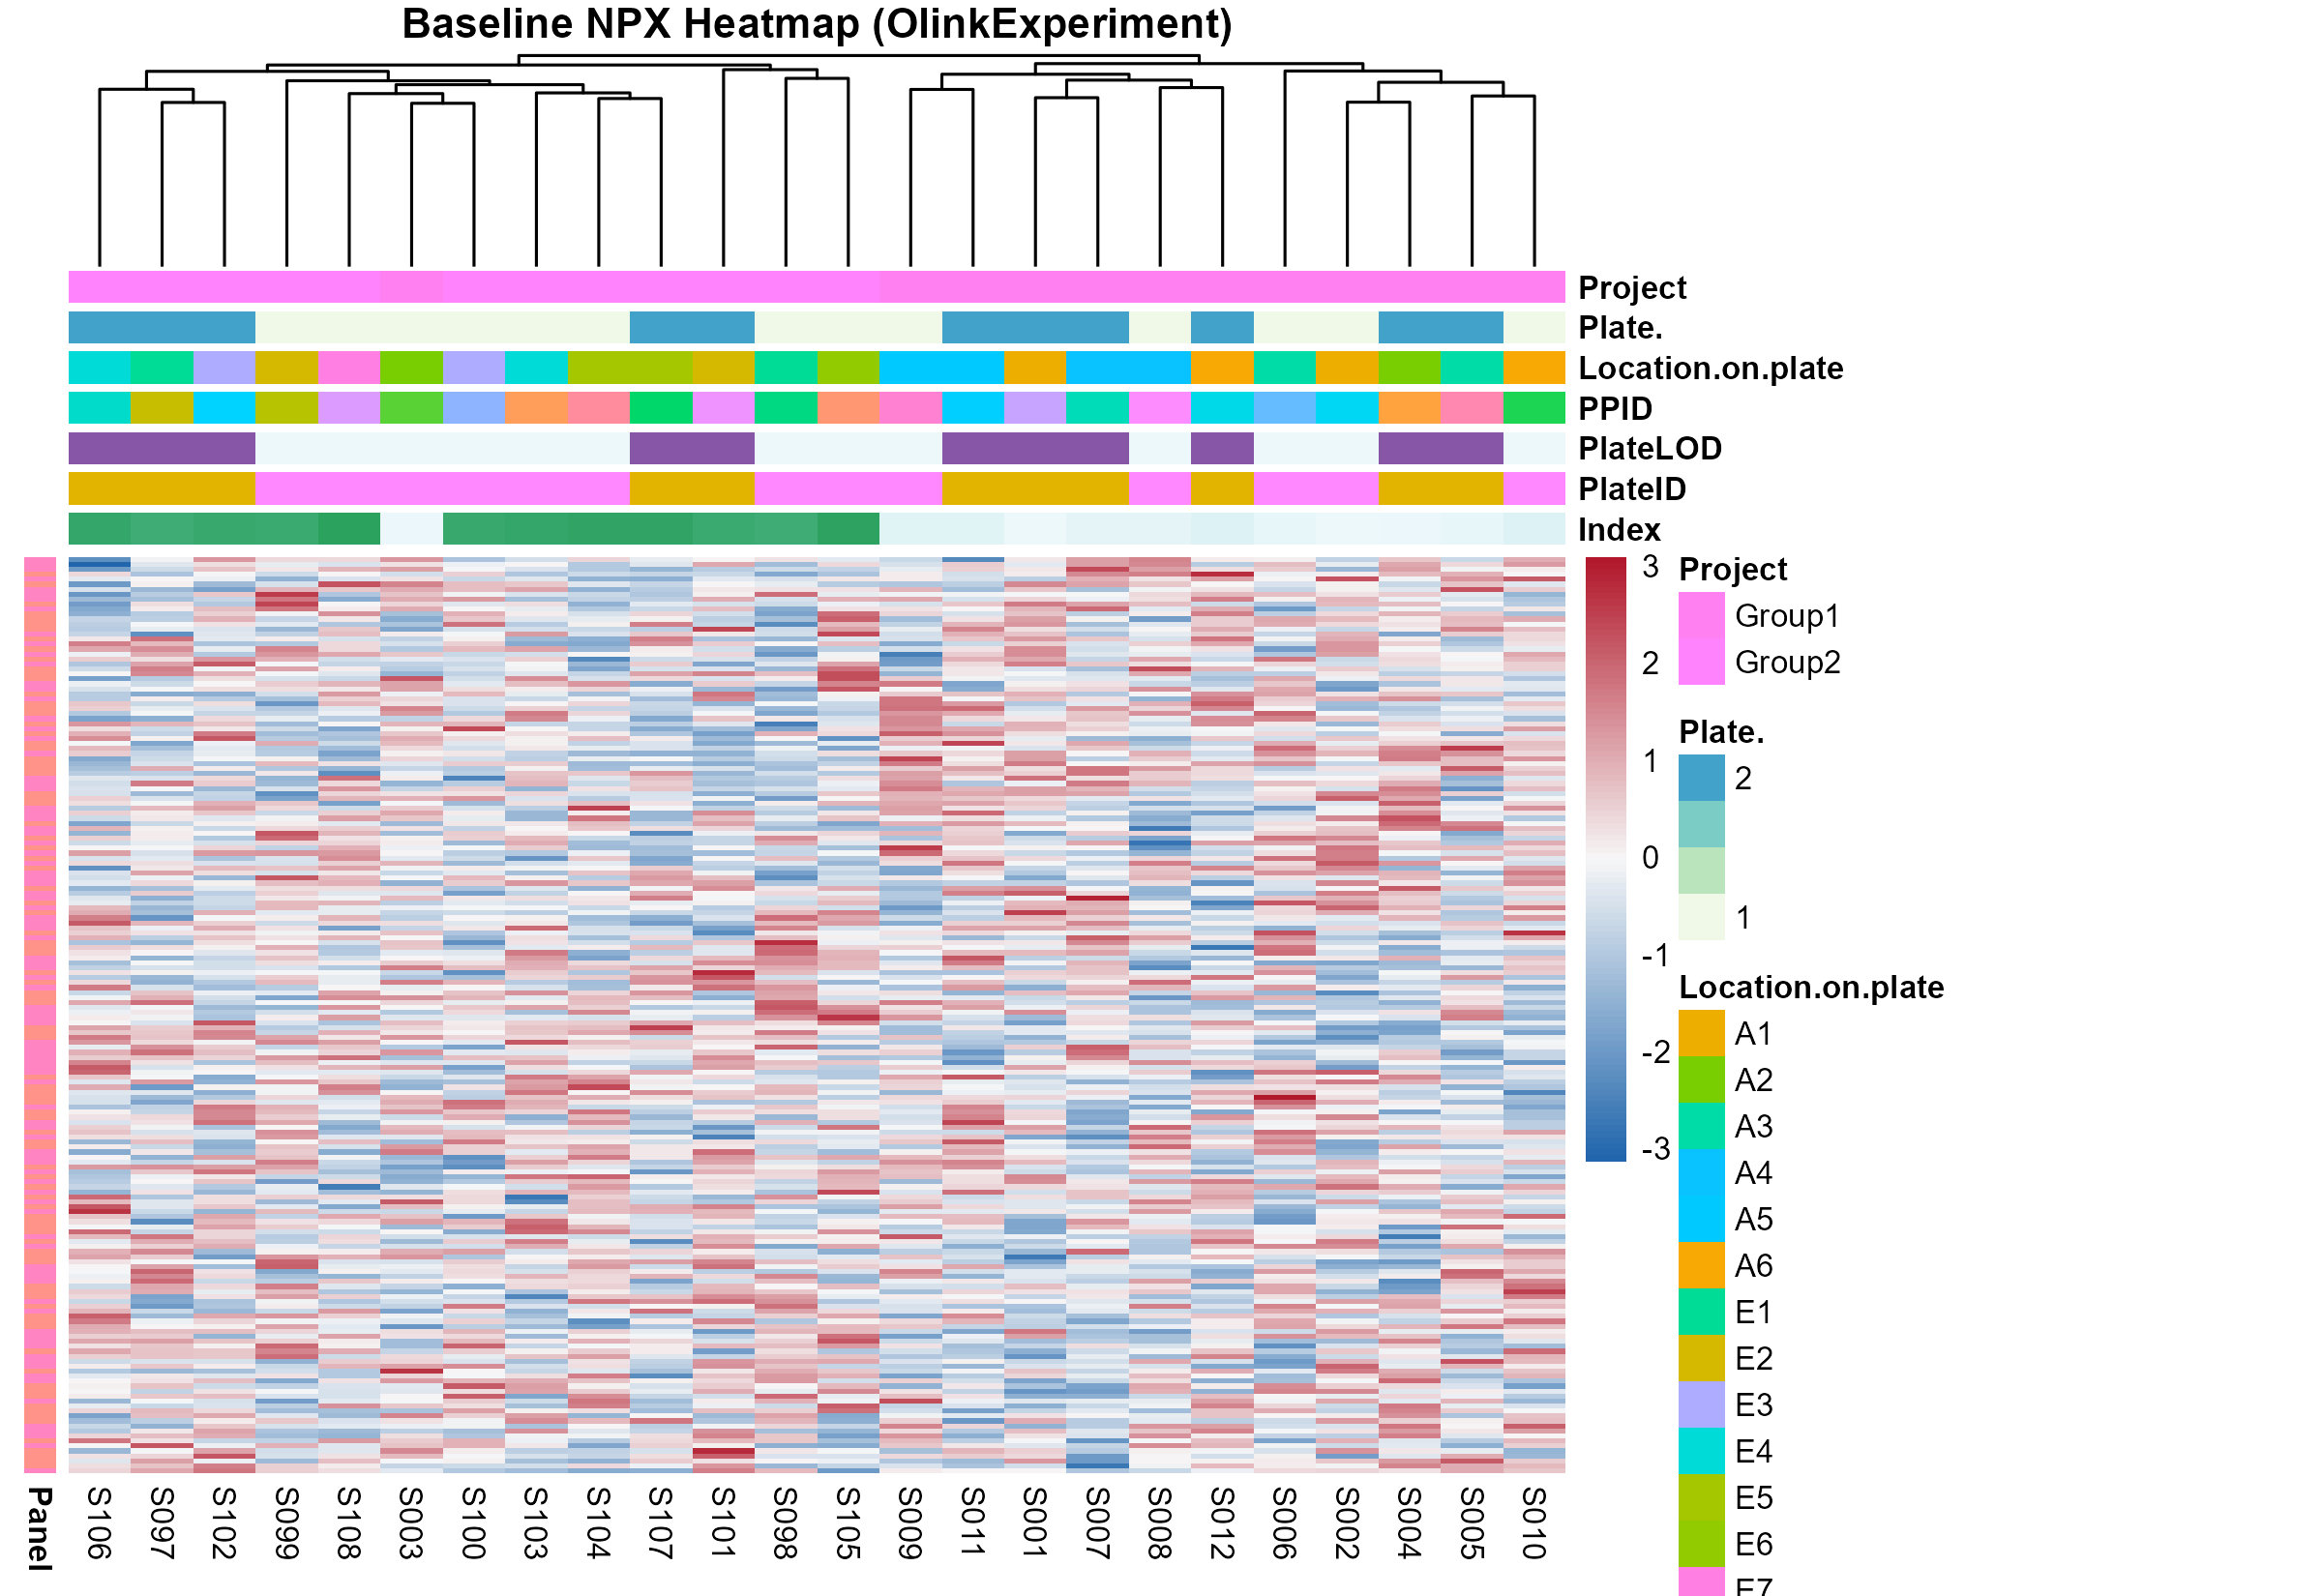 Baseline NPX Heatmap (OlinkExperiment)
Project
Plate.
Location.on.plate
PPID
PlateLOD
PlateID
Index
3
2
1
0
-1
-2
-3
Project
Group1
Group2
Plate.
2
1
Location.on.plate
A1
A2
A3
A4
A5
A6
E1
E2
E3
E4
E5
E6
E7
Panel
S106
S097
S102
S099
S108
S003
S100
S103
S104
S107
S101
S098
S105
S009
S011
S001
S007
S008
S012
S006
S002
S004
S005
S010